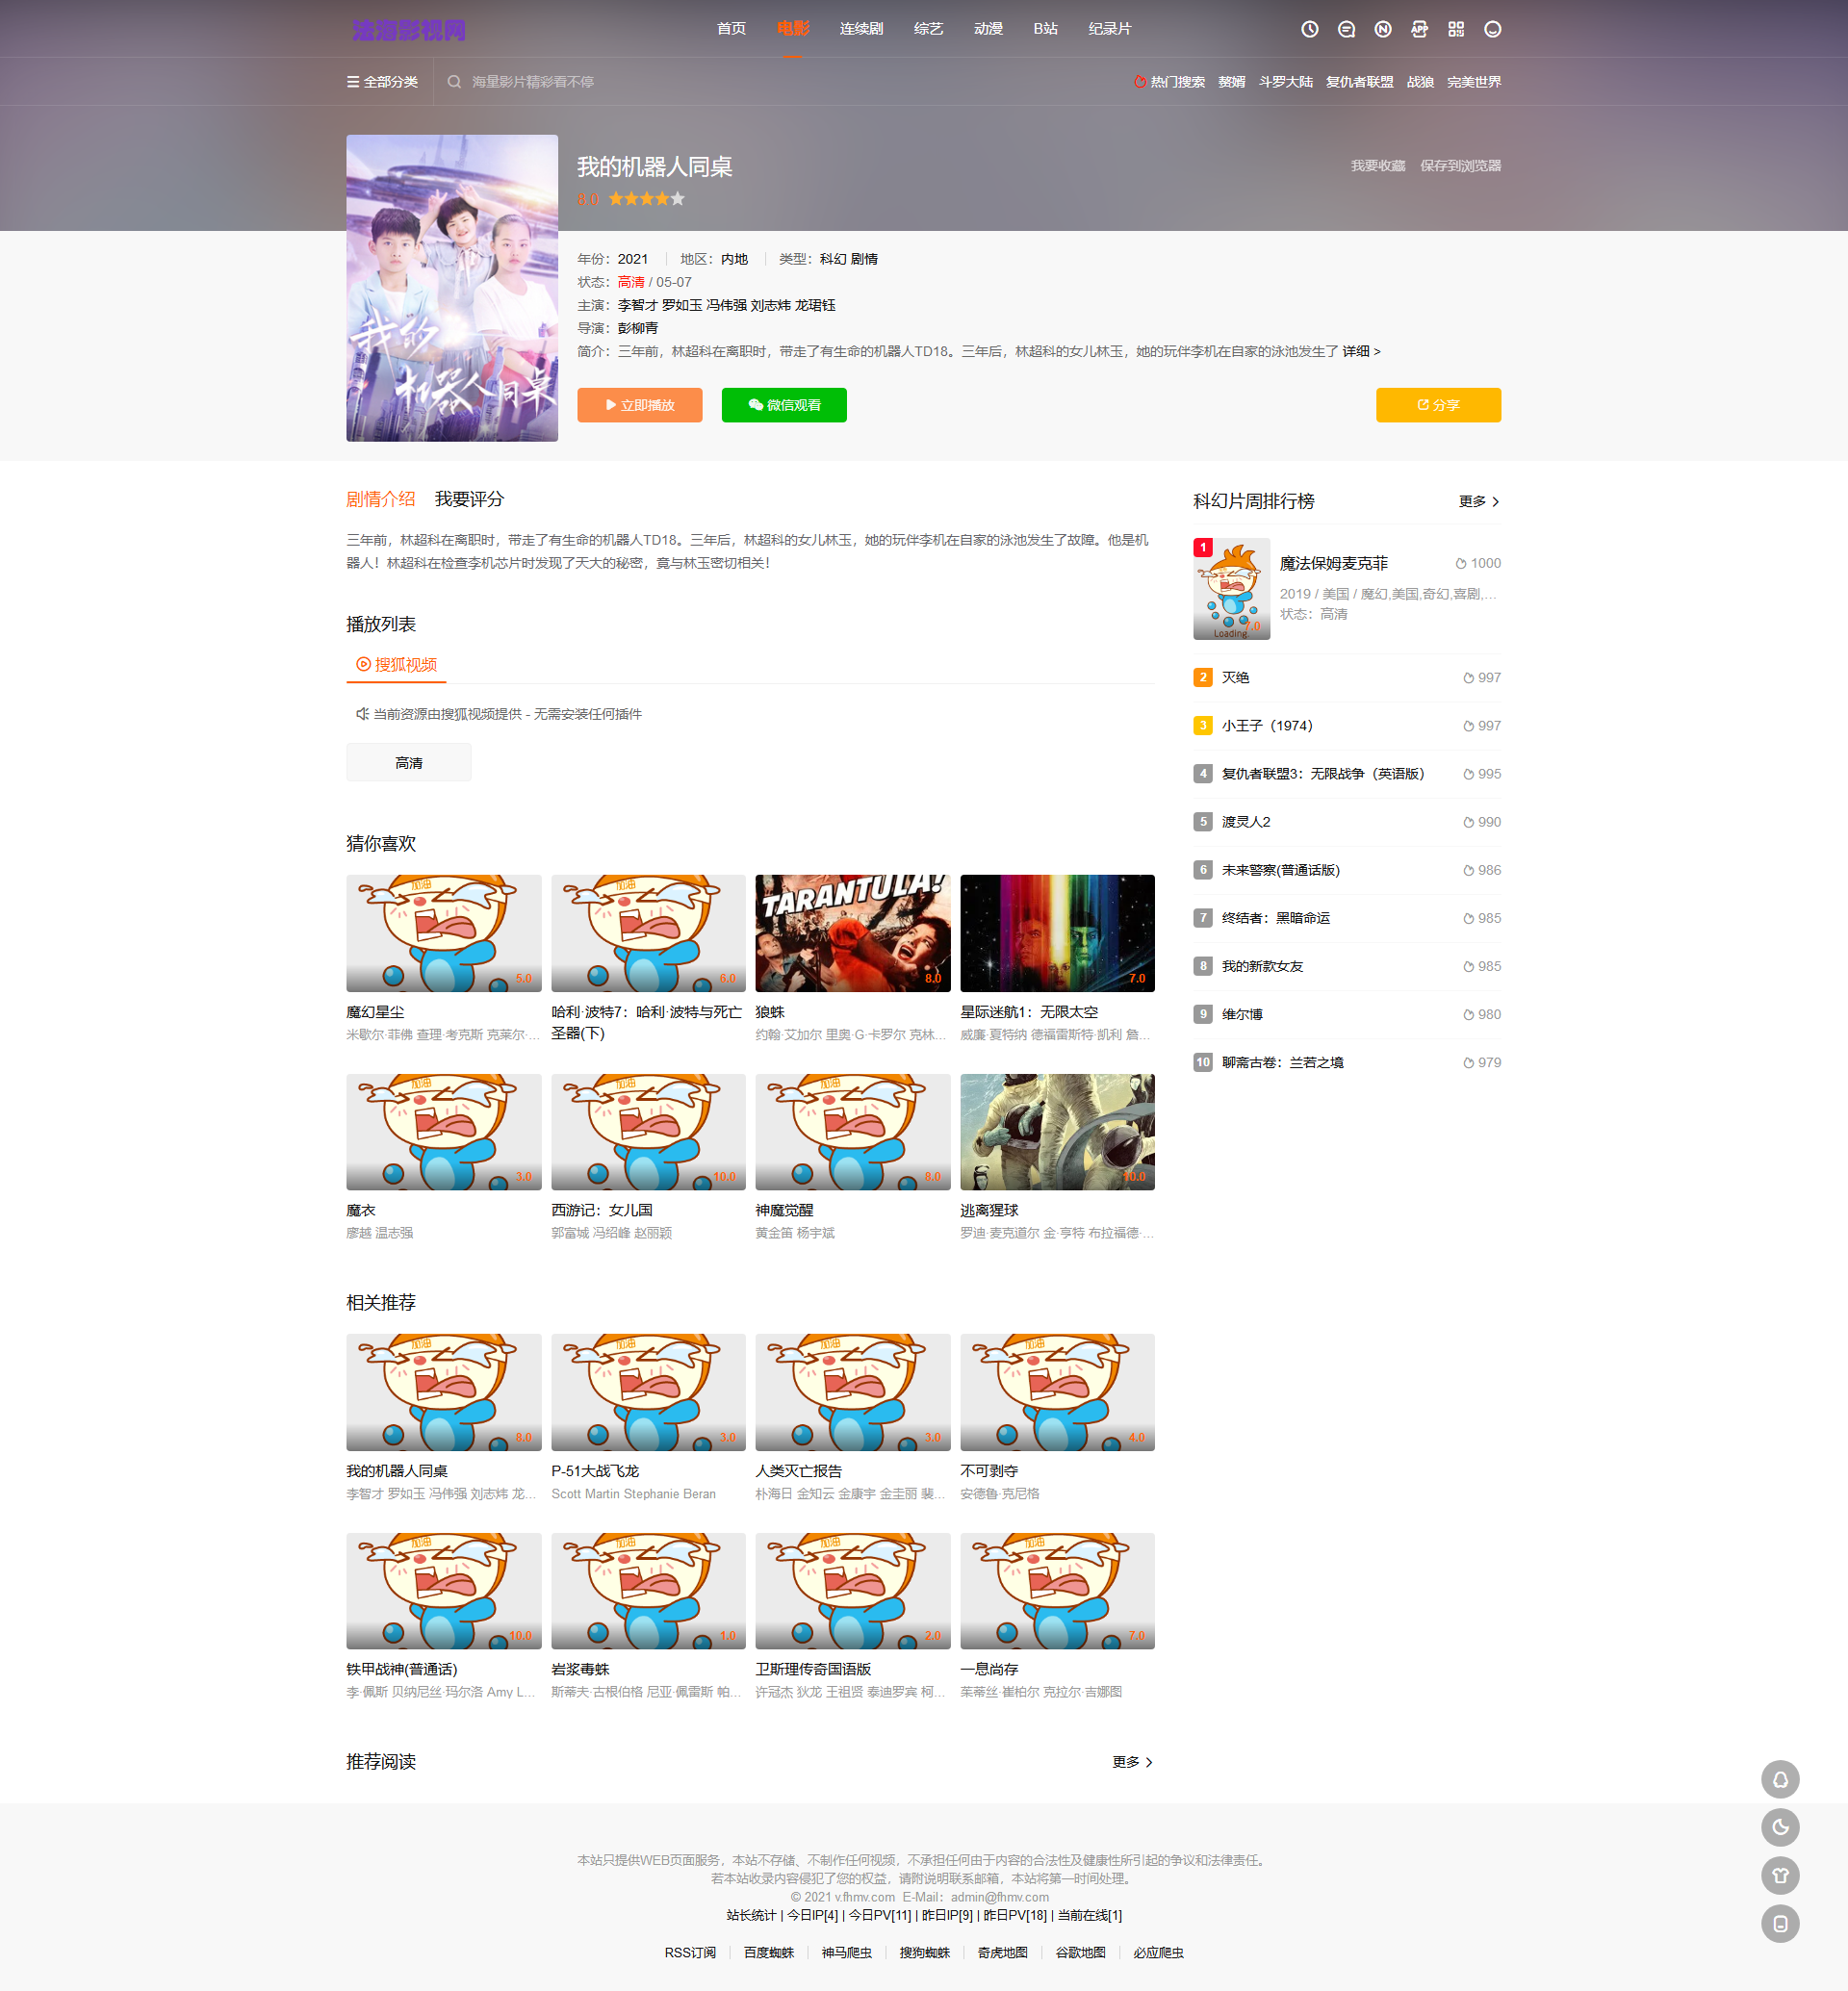 法海影视网
首页 电影 连续剧 综艺 动漫 B站 纪录片
APP
全部分类 海量影片精彩看不停
热门搜索 赘婿 斗罗大陆 复仇者联盟 战狼 完美世界
我的机器人同桌
我要收藏 保存到浏览器
8.0
年份：2021 地区：内地 类型：科幻 剧情
状态：高清 / 05-07
主演：李智才 罗如玉 冯伟强 刘志炜 龙珺钰
导演：彭柳青
简介：三年前，林超科在离职时，带走了有生命的机器人TD18。三年后，林超科的女儿林玉，她的玩伴李机在自家的泳池发生了 详细 >
我的
机器人同桌
立即播放 微信观看 分享
剧情介绍 我要评分
三年前，林超科在离职时，带走了有生命的机器人TD18。三年后，林超科的女儿林玉，她的玩伴李机在自家的泳池发生了故障。他是机
器人！林超科在检查李机芯片时发现了天大的秘密，竟与林玉密切相关！
播放列表
搜狐视频
当前资源由搜狐视频提供 - 无需安装任何插件
高清
科幻片周排行榜 更多
1 魔法保姆麦克菲 1000
2019 / 美国 / 魔幻,美国,奇幻,喜剧,...
状态：高清
Loading. 7.0
2 灭绝 997
3 小王子（1974） 997
4 复仇者联盟3：无限战争（英语版） 995
5 渡灵人2 990
6 未来警察(普通话版) 986
7 终结者：黑暗命运 985
8 我的新款女友 985
9 维尔博 980
10 聊斋古卷：兰若之境 979
猜你喜欢
加油 加油 TARANTULA!
5.0 6.0 8.0 7.0
魔幻星尘 哈利·波特7：哈利·波特与死亡 狼蛛 星际迷航1：无限太空
米歇尔·菲佛 查理·考克斯 克莱尔·... 圣器(下) 约翰·艾加尔 里奥·G·卡罗尔 克林... 威廉·夏特纳 德福雷斯特·凯利 詹...
加油 加油 加油
3.0 10.0 8.0 10.0
魔衣 西游记：女儿国 神魔觉醒 逃离猩球
廖越 温志强 郭富城 冯绍峰 赵丽颖 黄金笛 杨宇斌 罗迪·麦克道尔 金·亨特 布拉福德·...
相关推荐
加油 加油 加油 加油
8.0 3.0 3.0 4.0
我的机器人同桌 P-51大战飞龙 人类灭亡报告 不可剥夺
李智才 罗如玉 冯伟强 刘志炜 龙... Scott Martin Stephanie Beran 朴海日 金知云 金康宇 金圭丽 裴... 安德鲁·克尼格
加油 加油 加油 加油
10.0 1.0 2.0 7.0
铁甲战神(普通话) 岩浆毒蛛 卫斯理传奇国语版 一息尚存
李·佩斯 贝纳尼丝·玛尔洛 Amy L... 斯蒂夫·古根伯格 尼亚·佩雷斯 帕... 许冠杰 狄龙 王祖贤 泰迪罗宾 柯... 茱蒂丝·崔柏尔 克拉尔·吉娜图
推荐阅读 更多
本站只提供WEB页面服务，本站不存储、不制作任何视频，不承担任何由于内容的合法性及健康性所引起的争议和法律责任。
若本站收录内容侵犯了您的权益，请附说明联系邮箱，本站将第一时间处理。
© 2021 v.fhmv.com E-Mail：admin@fhmv.com
站长统计 | 今日IP[4] | 今日PV[11] | 昨日IP[9] | 昨日PV[18] | 当前在线[1]
RSS订阅 百度蜘蛛 神马爬虫 搜狗蜘蛛 奇虎地图 谷歌地图 必应爬虫